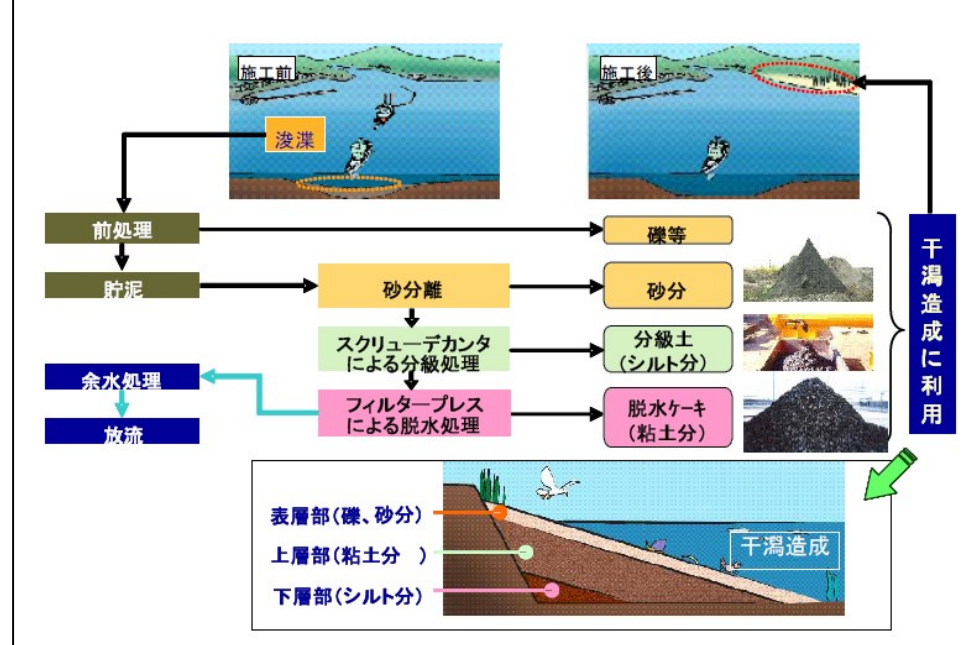 施工前
施工後
浚渫
前処理
礫等
貯泥
砂分離
砂分
スクリューデカンタ
による分級処理
分級土
(シルト分)
余水処理
フィルタープレス
による脱水処理
脱水ケーキ
(粘土分)
放流
干潟造成に利用
表層部(礫、砂分)
上層部(粘土分　)
下層部(シルト分)
干潟造成